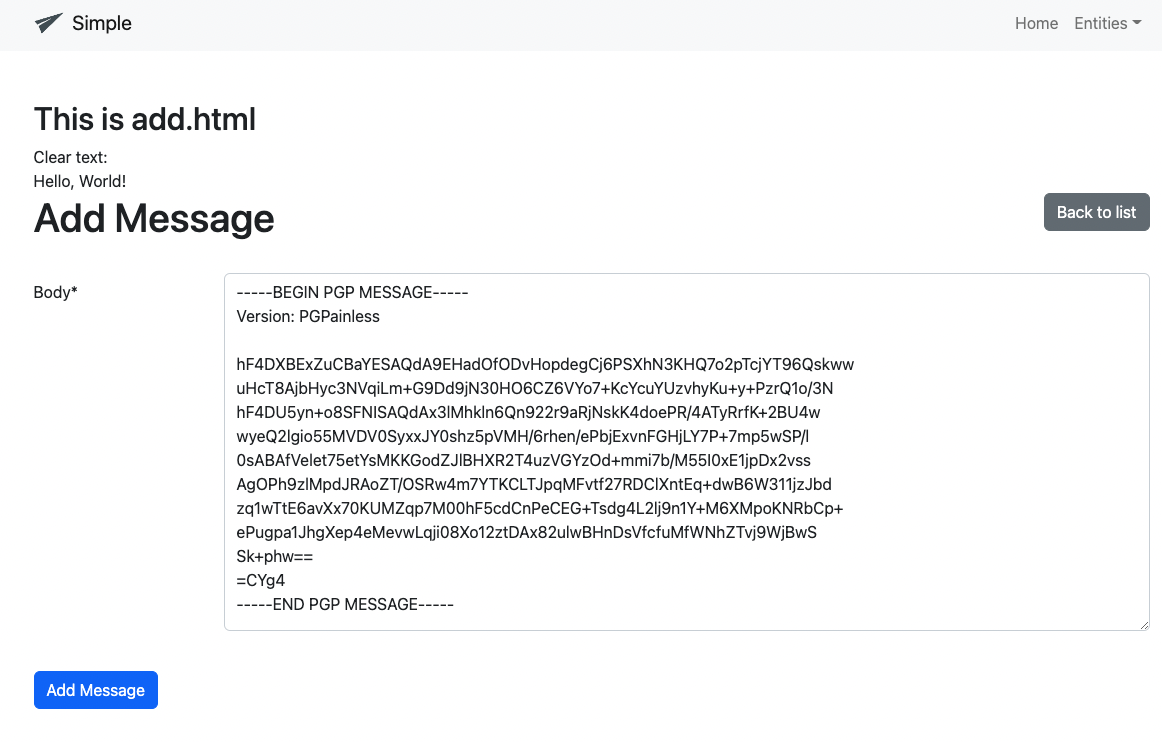 Simple
Home
Entities
This is add.html
Clear text:
Hello, World!
Add Message
Back to list
Body*
-----BEGIN PGP MESSAGE-----
Version: PGPainless
hF4DXBExZuCBaYESAQdA9EHadOfODvHopdegCj6PSXhN3KHQ7o2pTcjYT96Qskww
uHcT8AjbHyc3NVqiLm+G9Dd9jN30HO6CZ6VYo7+KcYcuYUzvhyKu+y+PzrQ1o/3N
hF4DU5yn+o8SFNISAQdAx3lMhkln6Qn922r9aRjNskK4doePR/4ATyRrfK+2BU4w
wyeQ2lgio55MVDV0SyxxJY0shz5pVMH/6rhen/ePbjExvnFGHjLY7P+7mp5wSP/l
0sABAfVelet75etYsMKKGodZJlBHXR2T4uzVGYzOd+mmi7b/M55I0xE1jpDx2vss
AgOPh9zlMpdJRAoZT/OSRw4m7YTKCLTJpqMFvtf27RDClXntEq+dwB6W311jzJbd
zq1wTtE6avXx70KUMZqp7M00hF5cdCnPeCEG+Tsdg4L2lj9n1Y+M6XMpoKNRbCp+
ePugpa1JhgXep4eMevwLqji08Xo12ztDAx82ulwBHnDsVfcfuMfWNhZTvj9WjBwS
Sk+phw==
=CYg4
-----END PGP MESSAGE-----
Add Message